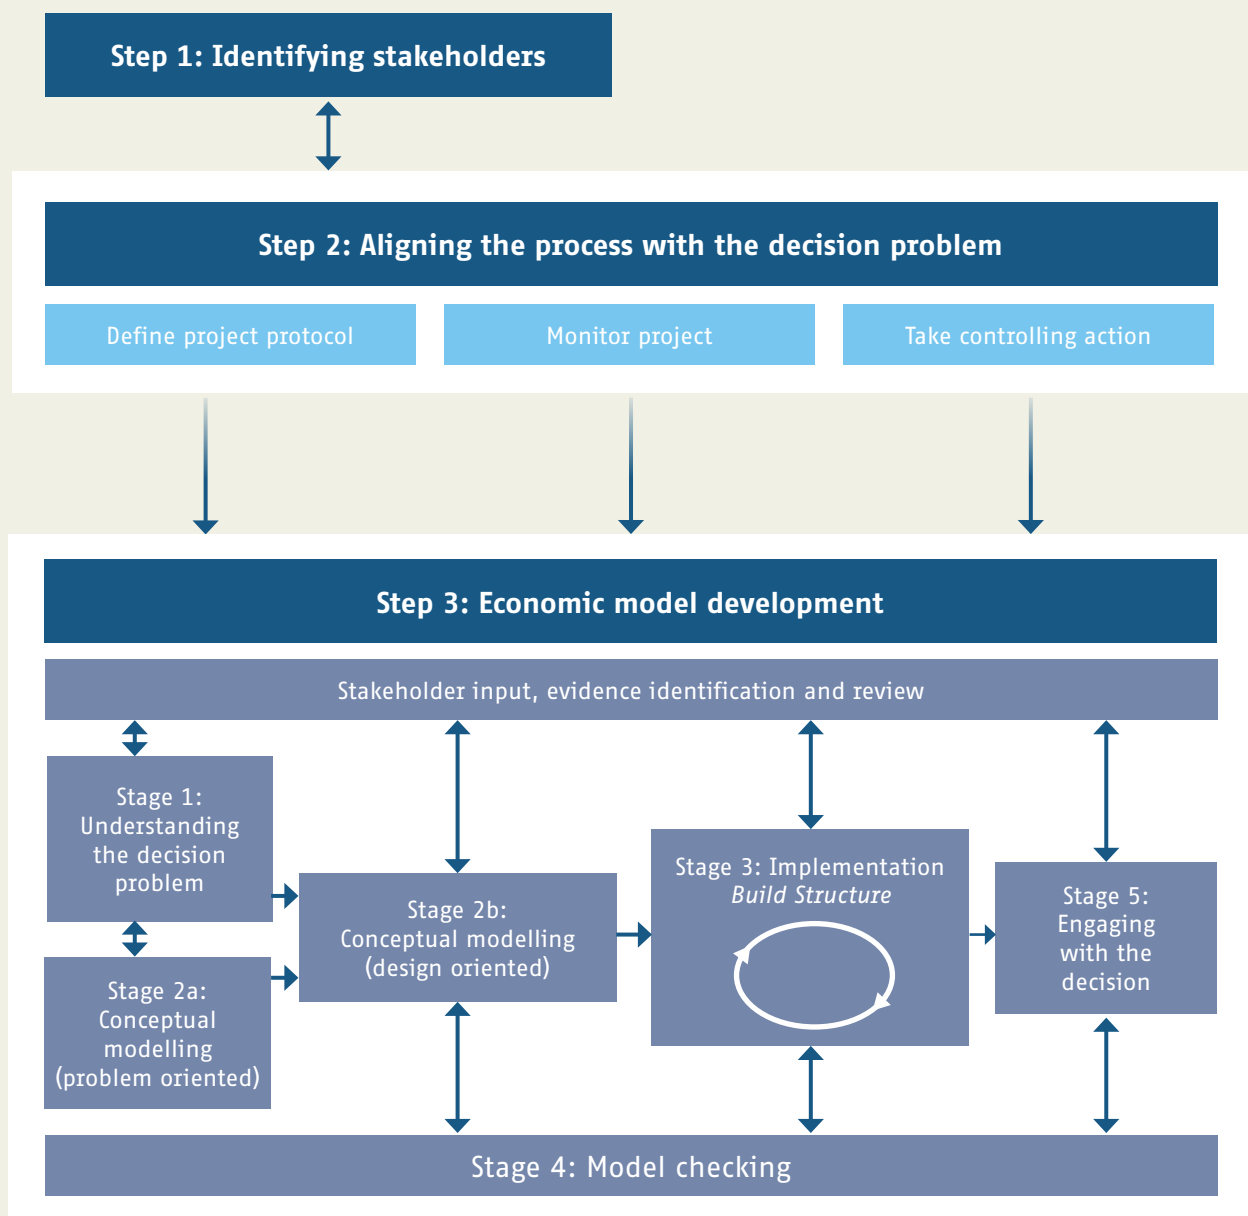 Step 1: Identifying stakeholders
Step 2: Aligning the process with the decision problem
Define project protocol
Monitor project
Take controlling action
Step 3: Economic model development
Stakeholder input, evidence identification and review
Stage 1:
Understanding
the decision
problem
Stage 2a:
Conceptual
modelling
(problem oriented)
Stage 2b:
Conceptual modelling
(design oriented)
Stage 3: Implementation
Build Structure
Stage 5:
Engaging
with the
decision
Stage 4: Model checking